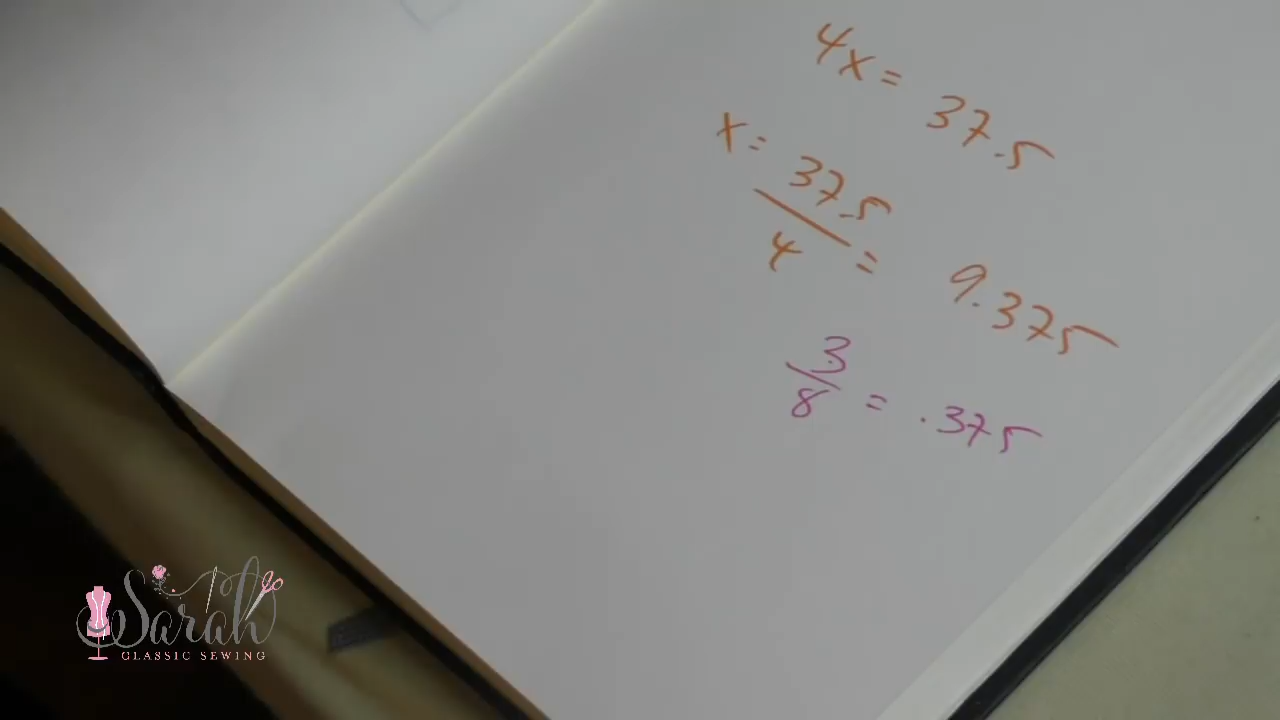 4x = 37.5
x = 37.5/4 = 9.375
3/8 = .375
Sarah
CLASSIC SEWING